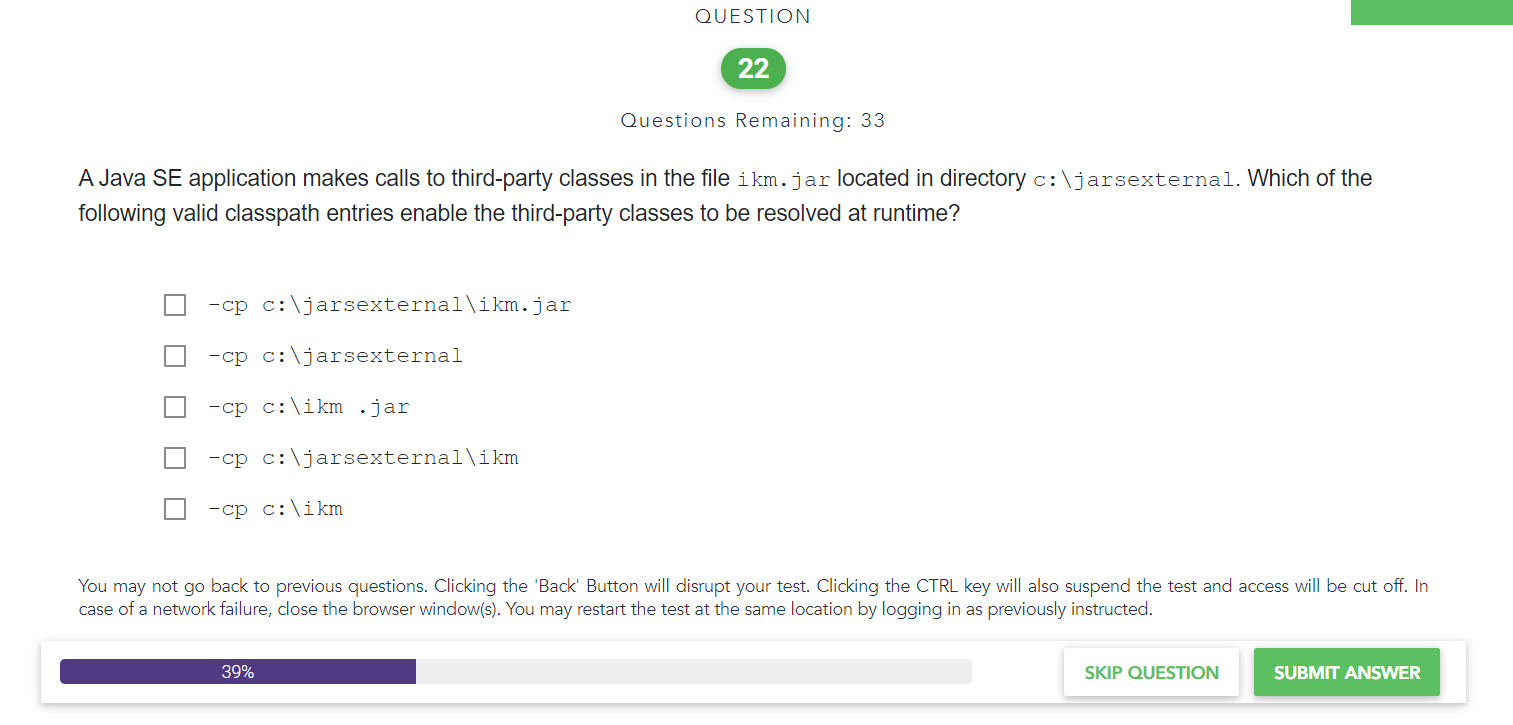 QUESTION
22
Questions Remaining: 33
A Java SE application makes calls to third-party classes in the file ikm.jar located in directory c:\jarsexternal. Which of the
following valid classpath entries enable the third-party classes to be resolved at runtime?
-cp c:\jarsexternal\ikm.jar
-cp c:\jarsexternal
-cp c:\ikm .jar
-cp c:\jarsexternal\ikm
-cp c:\ikm
You may not go back to previous questions. Clicking the 'Back' Button will disrupt your test. Clicking the CTRL key will also suspend the test and access will be cut off. In
case of a network failure, close the browser window(s). You may restart the test at the same location by logging in as previously instructed.
39%
SKIP QUESTION
SUBMIT ANSWER